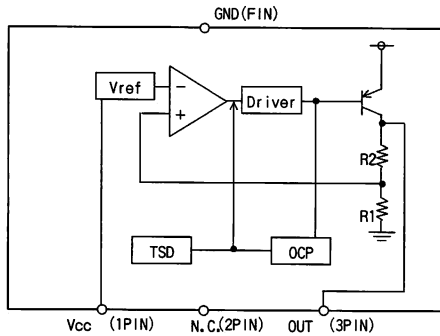 GND(FIN)
Vref
−
+
Driver
R2
R1
TSD
OCP
Vcc (1PIN)
N.C.(2PIN)
OUT (3PIN)